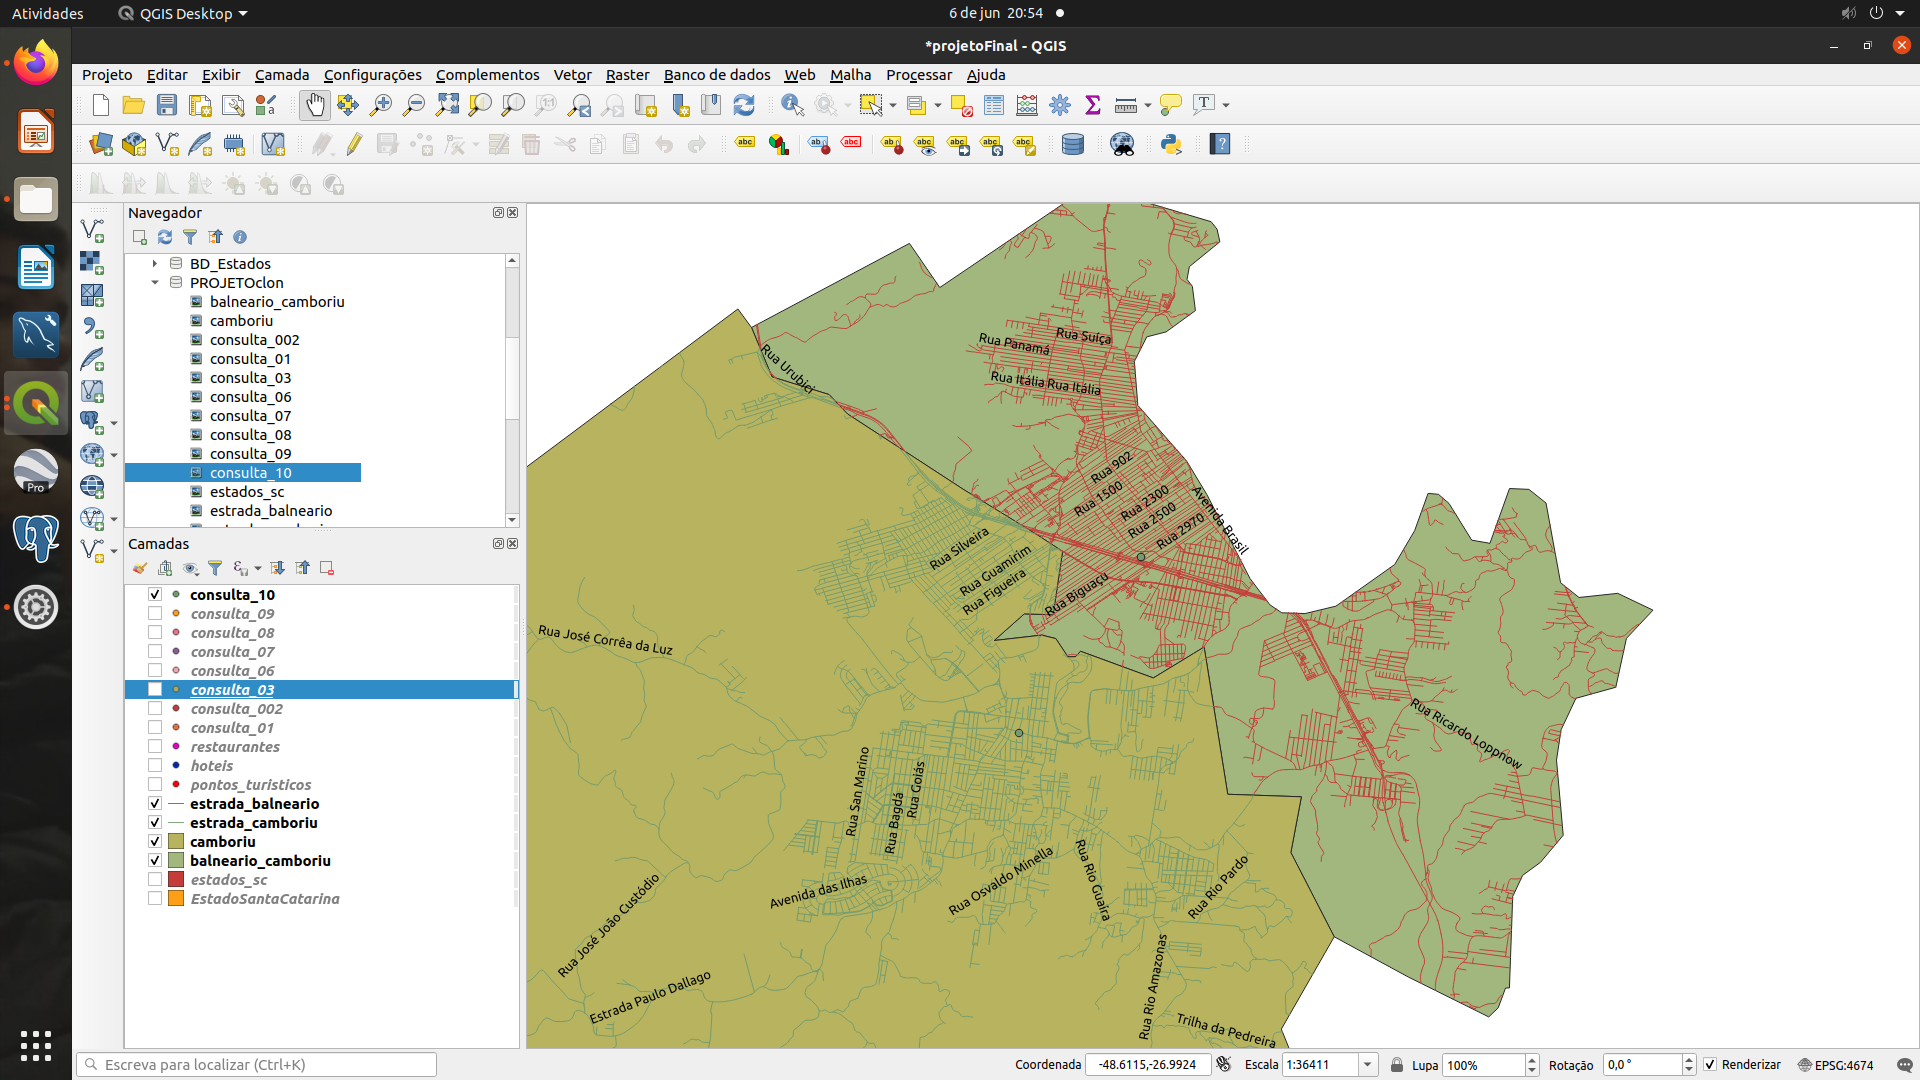 Atividades
QGIS Desktop
6 de jun 20:54
*projetoFinal - QGIS
Projeto Editar Exibir Camada Configurações Complementos Vetor Raster Banco de dados Web Malha Processar Ajuda
Navegador
BD_Estados
PROJETOclon
balneario_camboriu
camboriu
consulta_002
consulta_01
consulta_03
consulta_06
consulta_07
consulta_08
consulta_09
consulta_10
estados_sc
estrada_balneario
Camadas
consulta_10
consulta_09
consulta_08
consulta_07
consulta_06
consulta_03
consulta_002
consulta_01
restaurantes
hoteis
pontos_turisticos
estrada_balneario
estrada_camboriu
camboriu
balneario_camboriu
estados_sc
EstadoSantaCatarina
Pro
Rua Urubici
Rua Panamá
Rua Suíça
Rua Itália Rua Itália
Rua 902
Rua 1500
Rua 2300
Rua 2500
Rua 2970
Avenida Brasil
Rua Silveira
Rua Guamirim
Rua Figueira
Rua Biguaçu
Rua José Corrêa da Luz
Rua Ricardo Loppnow
Rua San Marino
Rua Bagdá
Rua Goiás
Avenida das Ilhas
Rua Osvaldo Minella
Rua Rio Guaíra
Rua Rio Pardo
Rua José João Custódio
Estrada Paulo Dallago
Rua Rio Amazonas
Trilha da Pedreira
Escreva para localizar (Ctrl+K)
Coordenada -48.6115,-26.9924
Escala 1:36411
Lupa 100%
Rotação 0,0 °
Renderizar
EPSG:4674